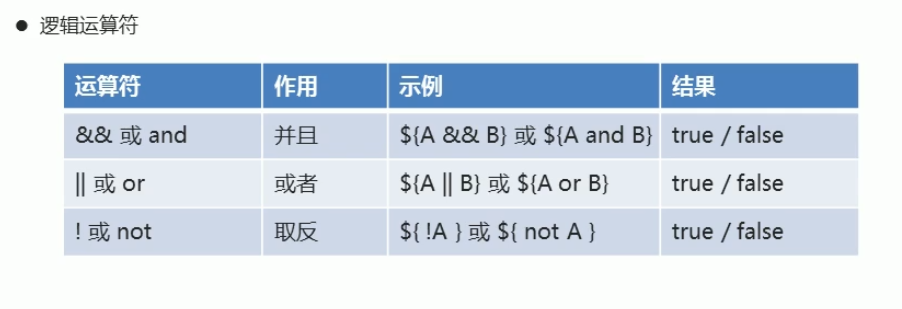 ● 逻辑运算符
运算符 作用 示例 结果
&& 或 and 并且 ${A && B} 或 ${A and B} true / false
|| 或 or 或者 ${A || B} 或 ${A or B} true / false
! 或 not 取反 ${ !A } 或 ${ not A } true / false